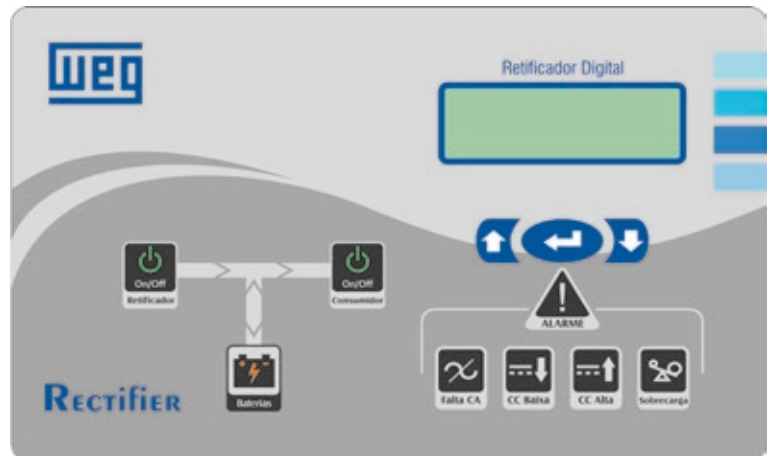 weg
Retificador Digital
On/Off
Retificador
On/Off
Consumidor
ALARME
Baterias
Falta CA
CC Baixa
CC Alta
Sobrecarga
Rectifier